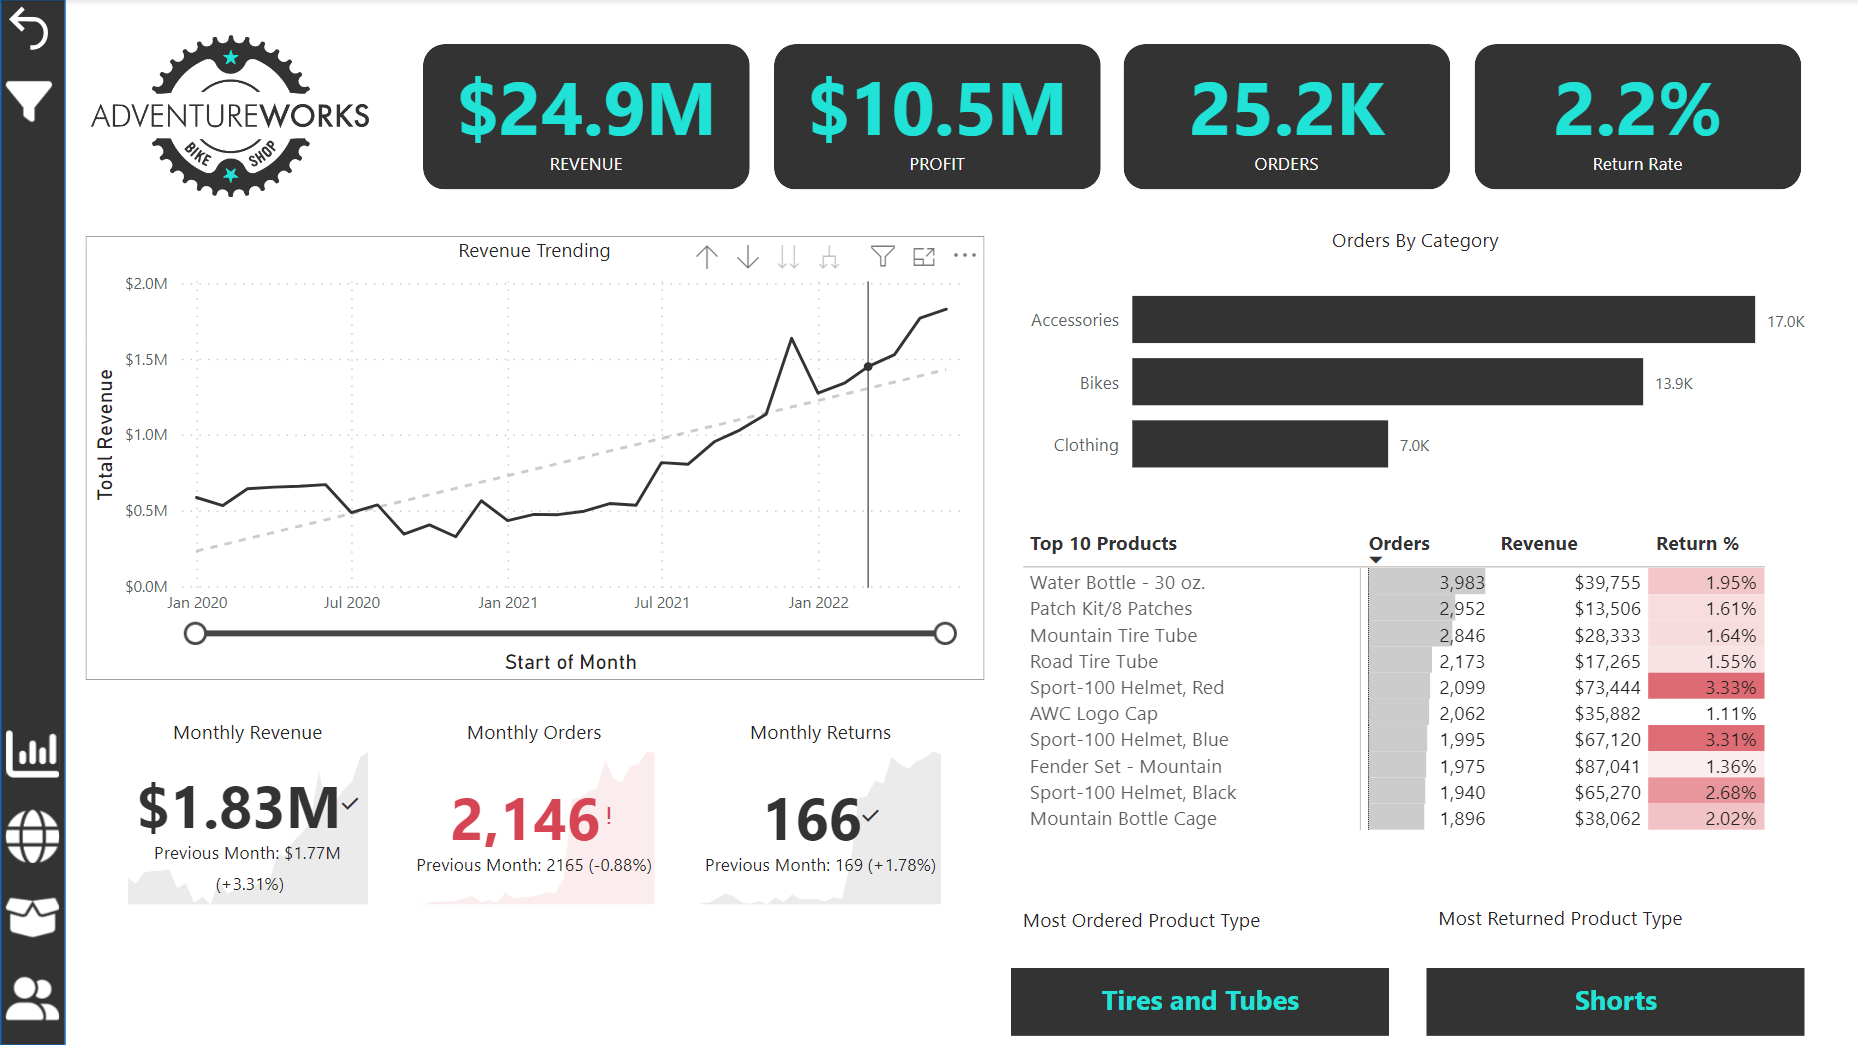 ADVENTUREWORKS
BIKE SHOP
$24.9M
REVENUE
$10.5M
PROFIT
25.2K
ORDERS
2.2%
Return Rate
Revenue Trending
Total Revenue
$2.0M
$1.5M
$1.0M
$0.5M
$0.0M
Jan 2020 Jul 2020 Jan 2021 Jul 2021 Jan 2022
Start of Month
Orders By Category
Accessories 17.0K
Bikes 13.9K
Clothing 7.0K
Top 10 Products Orders Revenue Return %
Water Bottle - 30 oz. 3,983 $39,755 1.95%
Patch Kit/8 Patches 2,952 $13,506 1.61%
Mountain Tire Tube 2,846 $28,333 1.64%
Road Tire Tube 2,173 $17,265 1.55%
Sport-100 Helmet, Red 2,099 $73,444 3.33%
AWC Logo Cap 2,062 $35,882 1.11%
Sport-100 Helmet, Blue 1,995 $67,120 3.31%
Fender Set - Mountain 1,975 $87,041 1.36%
Sport-100 Helmet, Black 1,940 $65,270 2.68%
Mountain Bottle Cage 1,896 $38,062 2.02%
Monthly Revenue
$1.83M
Previous Month: $1.77M
(+3.31%)
Monthly Orders
2,146 !
Previous Month: 2165 (-0.88%)
Monthly Returns
166
Previous Month: 169 (+1.78%)
Most Ordered Product Type
Tires and Tubes
Most Returned Product Type
Shorts